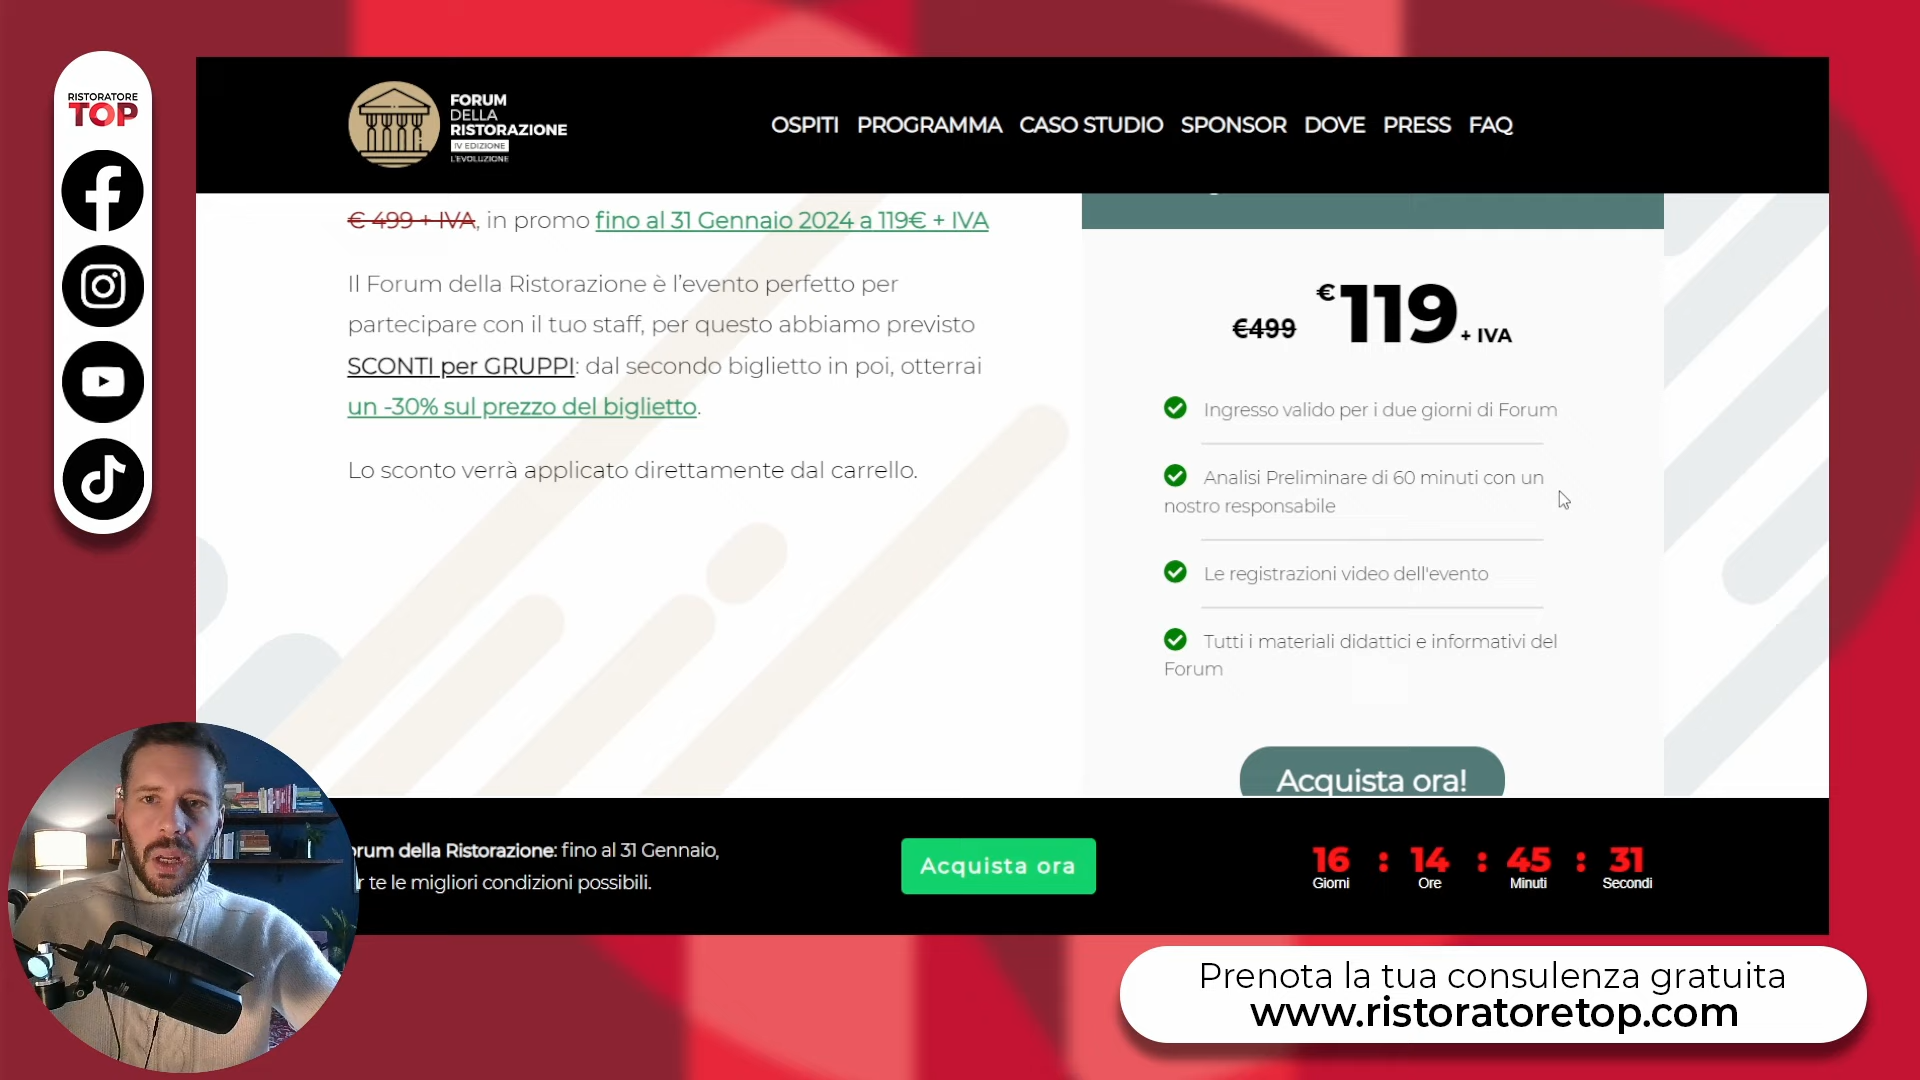 RISTORATORE
TOP
FORUM
DELLA
RISTORAZIONE
IV EDIZIONE
L'EVOLUZIONE
OSPITI PROGRAMMA CASO STUDIO SPONSOR DOVE PRESS FAQ
€ 499 + IVA, in promo fino al 31 Gennaio 2024 a 119€ + IVA
Il Forum della Ristorazione è l'evento perfetto per
partecipare con il tuo staff, per questo abbiamo previsto
SCONTI per GRUPPI: dal secondo biglietto in poi, otterrai
un -30% sul prezzo del biglietto.
Lo sconto verrà applicato direttamente dal carrello.
€499 €119 + IVA
Ingresso valido per i due giorni di Forum
Analisi Preliminare di 60 minuti con un
nostro responsabile
Le registrazioni video dell'evento
Tutti i materiali didattici e informativi del
Forum
Acquista ora!
orum della Ristorazione: fino al 31 Gennaio,
r te le migliori condizioni possibili.
Acquista ora
16 : 14 : 45 : 31
Giorni Ore Minuti Secondi
Prenota la tua consulenza gratuita
www.ristoratoretop.com